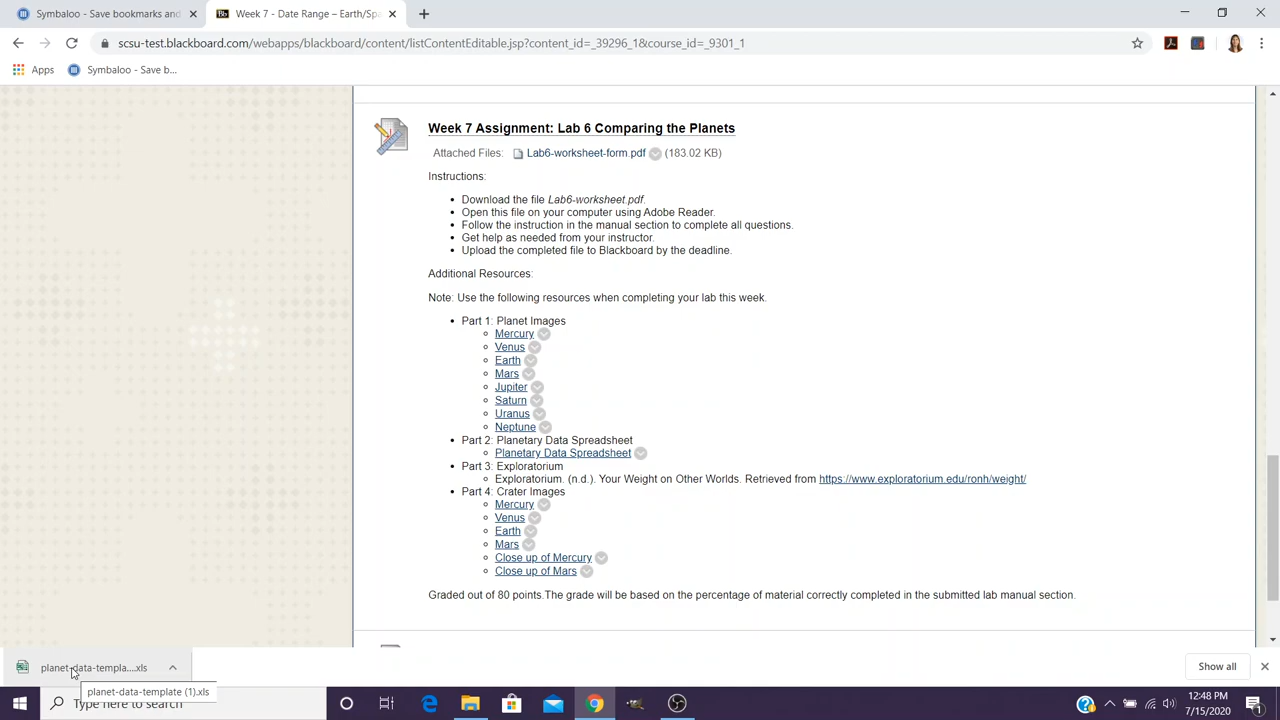 Symbaloo - Save bookmarks and
Week 7 - Date Range – Earth/Spa
scsu-test.blackboard.com/webapps/blackboard/content/listContentEditable.jsp?content_id=_39296_1&course_id=_9301_1
Apps
Symbaloo - Save b...
Week 7 Assignment: Lab 6 Comparing the Planets
Attached Files: Lab6-worksheet-form.pdf (183.02 KB)
Instructions:
• Download the file Lab6-worksheet.pdf.
• Open this file on your computer using Adobe Reader.
• Follow the instruction in the manual section to complete all questions.
• Get help as needed from your instructor.
• Upload the completed file to Blackboard by the deadline.
Additional Resources:
Note: Use the following resources when completing your lab this week.
• Part 1: Planet Images
Mercury
Venus
Earth
Mars
Jupiter
Saturn
Uranus
Neptune
• Part 2: Planetary Data Spreadsheet
Planetary Data Spreadsheet
• Part 3: Exploratorium
Exploratorium. (n.d.). Your Weight on Other Worlds. Retrieved from https://www.exploratorium.edu/ronh/weight/
• Part 4: Crater Images
Mercury
Venus
Earth
Mars
Close up of Mercury
Close up of Mars
Graded out of 80 points.The grade will be based on the percentage of material correctly completed in the submitted lab manual section.
planet-data-templa....xls
Show all
planet-data-template (1).xls
Type here to search
12:48 PM
7/15/2020